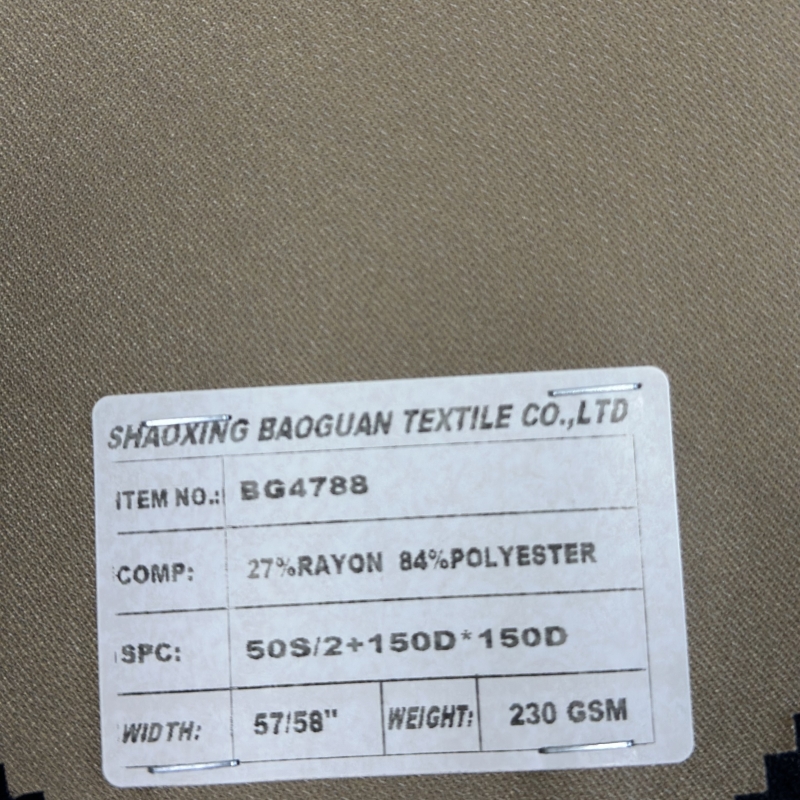 SHAOXING BAOGUAN TEXTILE CO.,LTD
ITEM NO.: BG4788
COMP: 27%RAYON 84%POLYESTER
SPC: 50S/2+150D*150D
WIDTH: 57/58" WEIGHT: 230 GSM